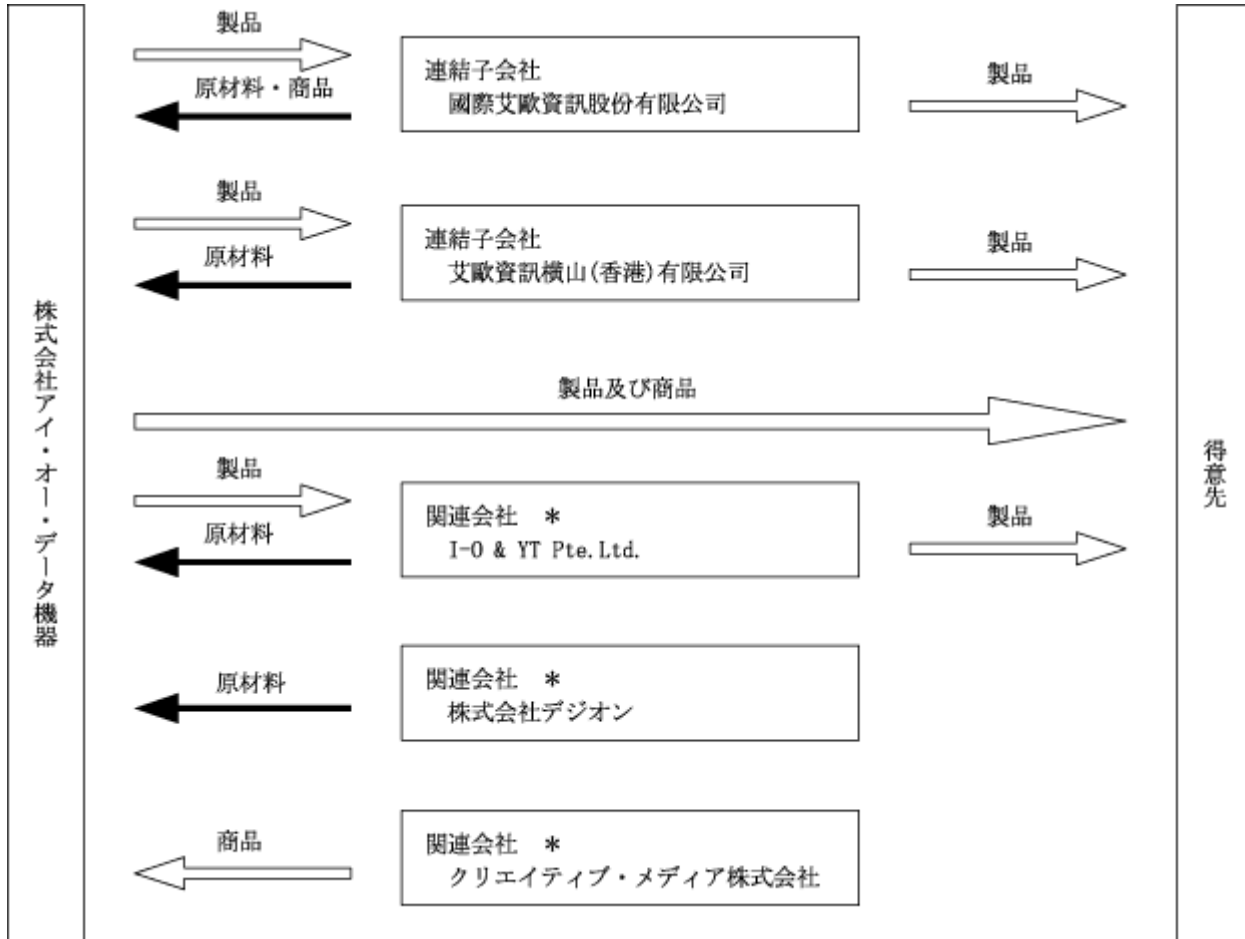 株式会社アイ・オー・データ機器
製品
原材料・商品
連結子会社
國際艾歐資訊股份有限公司
製品
製品
原材料
連結子会社
艾歐資訊橫山(香港)有限公司
製品
製品及び商品
製品
原材料
関連会社 *
I-O & YT Pte.Ltd.
製品
原材料
関連会社 *
株式会社デジオン
商品
関連会社 *
クリエイティブ・メディア株式会社
得意先